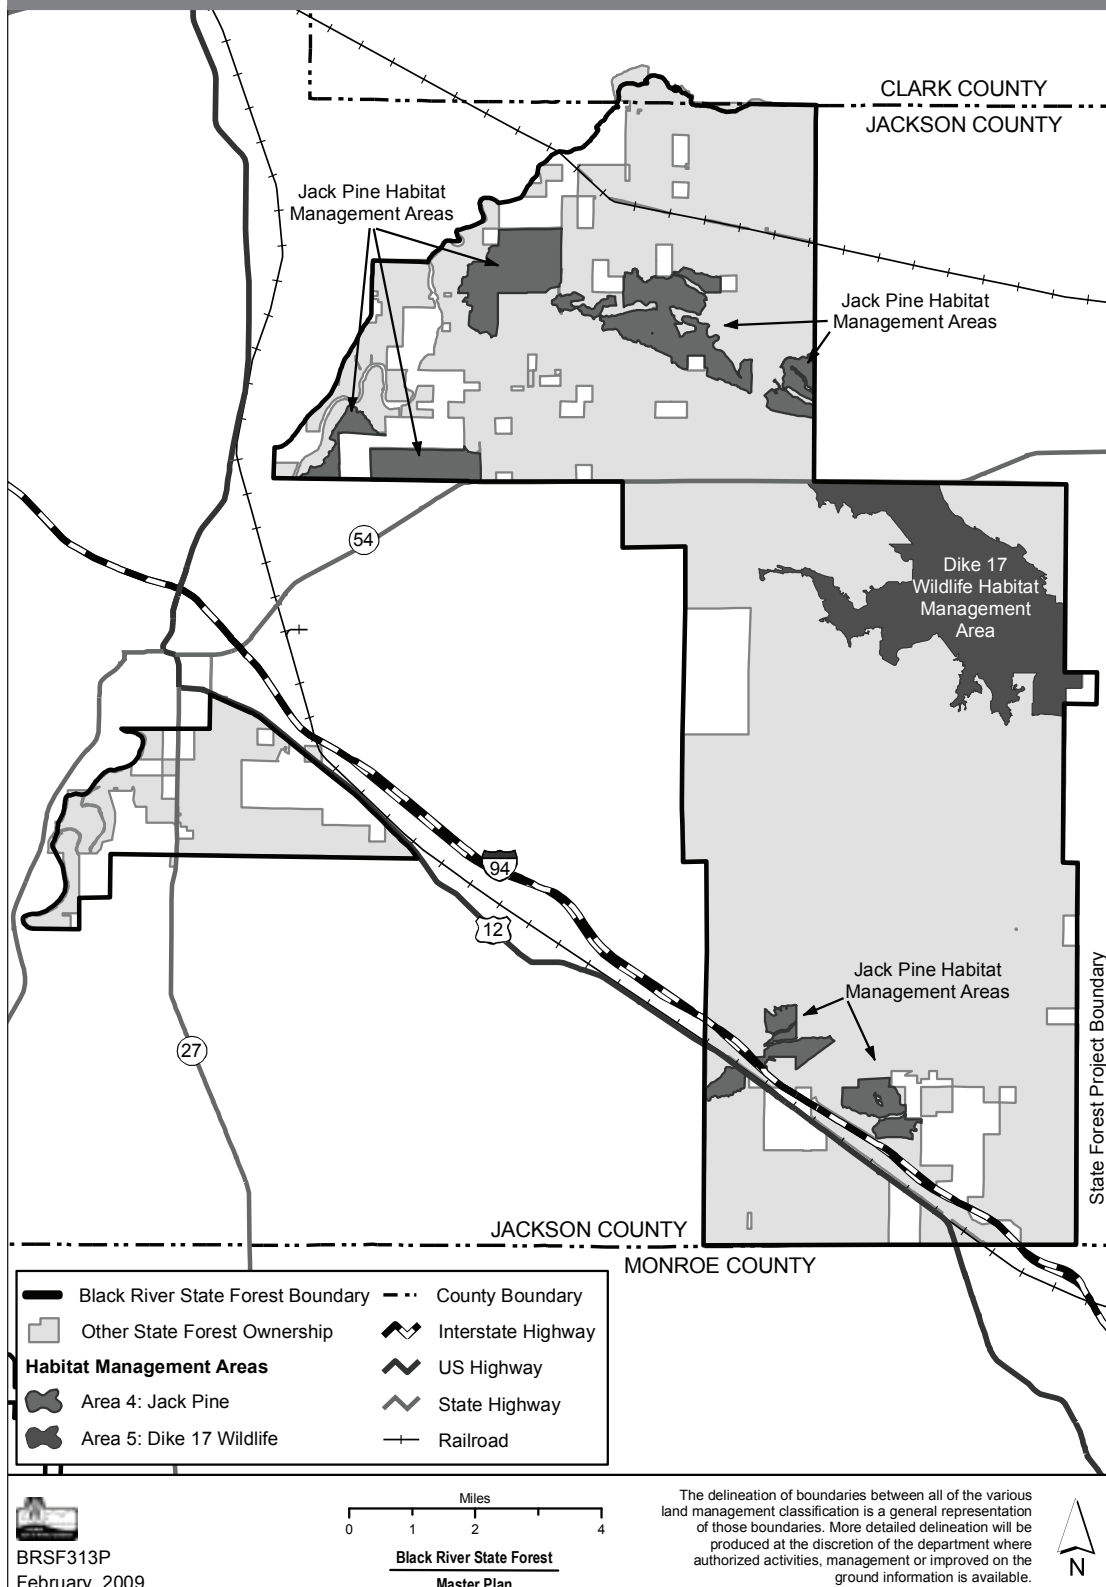 CLARK COUNTY
JACKSON COUNTY
Jack Pine Habitat
Management Areas
Jack Pine Habitat
Management Areas
54
Dike 17
Wildlife Habitat
Management
Area
94
12
Jack Pine Habitat
Management Areas
State Forest Project Boundary
27
JACKSON COUNTY
MONROE COUNTY
Black River State Forest Boundary
Other State Forest Ownership
Habitat Management Areas
Area 4: Jack Pine
Area 5: Dike 17 Wildlife
County Boundary
Interstate Highway
US Highway
State Highway
Railroad
BRSF313P
February, 2009
Miles
0 1 2 4
Black River State Forest
Master Plan
The delineation of boundaries between all of the various
land management classification is a general representation
of those boundaries. More detailed delineation will be
produced at the discretion of the department where
authorized activities, management or improved on the
ground information is available.
N